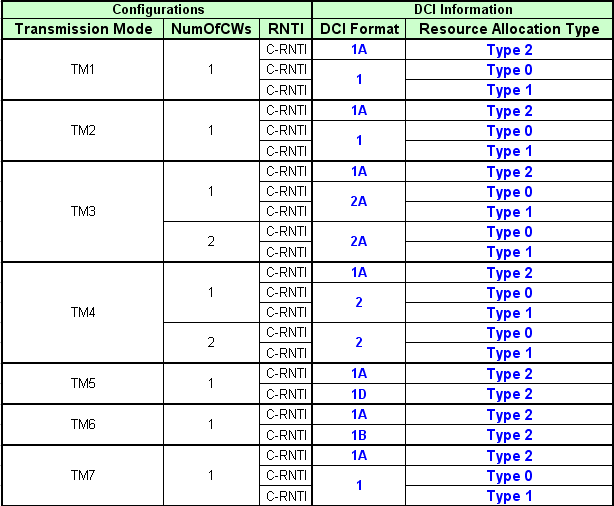 Configurations DCI Information
Transmission Mode NumOfCWs RNTI DCI Format Resource Allocation Type
TM1 1 C-RNTI 1A Type 2
C-RNTI 1 Type 0
C-RNTI Type 1
TM2 1 C-RNTI 1A Type 2
C-RNTI 1 Type 0
C-RNTI Type 1
TM3 1 C-RNTI 1A Type 2
C-RNTI 2A Type 0
C-RNTI Type 1
2 C-RNTI 2A Type 0
C-RNTI Type 1
TM4 1 C-RNTI 1A Type 2
C-RNTI 2 Type 0
C-RNTI Type 1
2 C-RNTI 2 Type 0
C-RNTI Type 1
TM5 1 C-RNTI 1A Type 2
C-RNTI 1D Type 2
TM6 1 C-RNTI 1A Type 2
C-RNTI 1B Type 2
TM7 1 C-RNTI 1A Type 2
C-RNTI 1 Type 0
C-RNTI Type 1